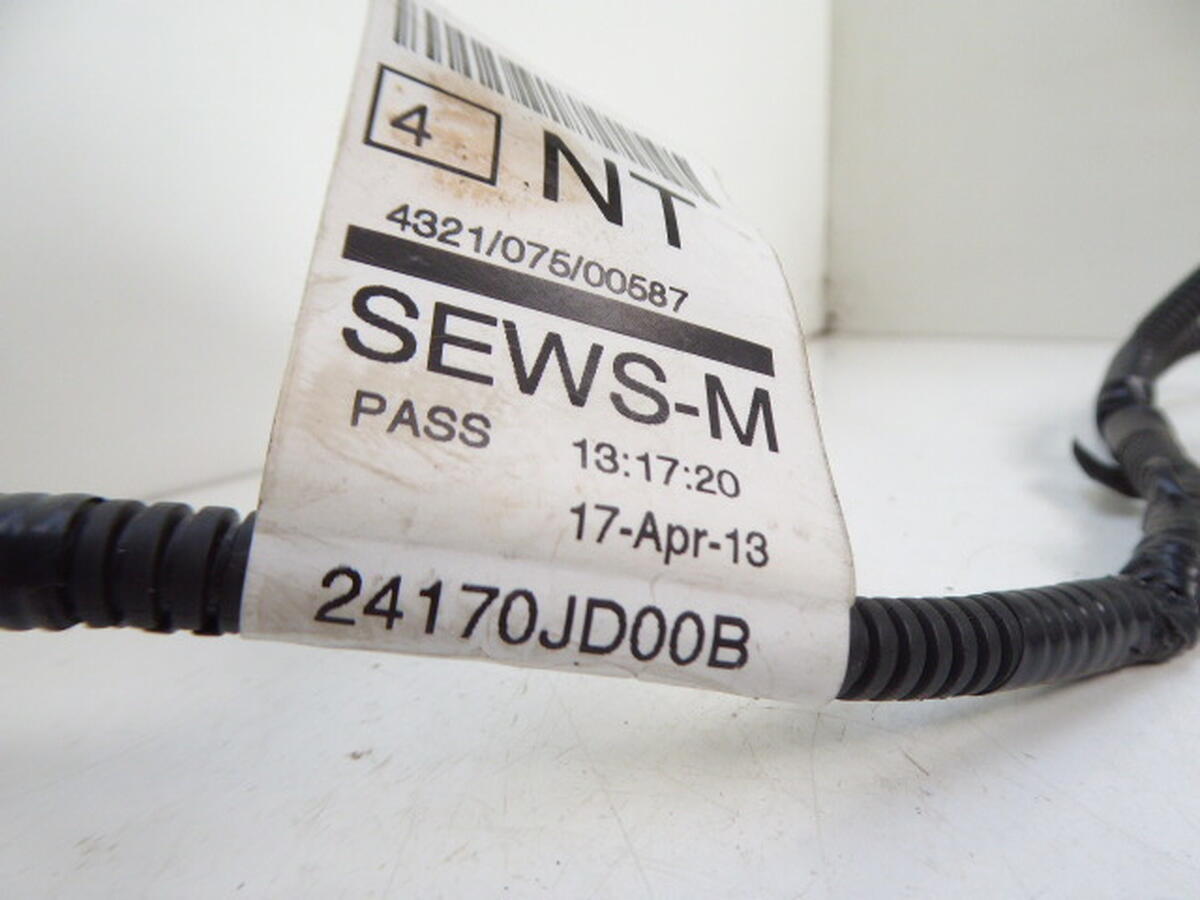 4 NT
4321/075/00587
SEWS-M
PASS 13:17:20
17-Apr-13
24170JD00B